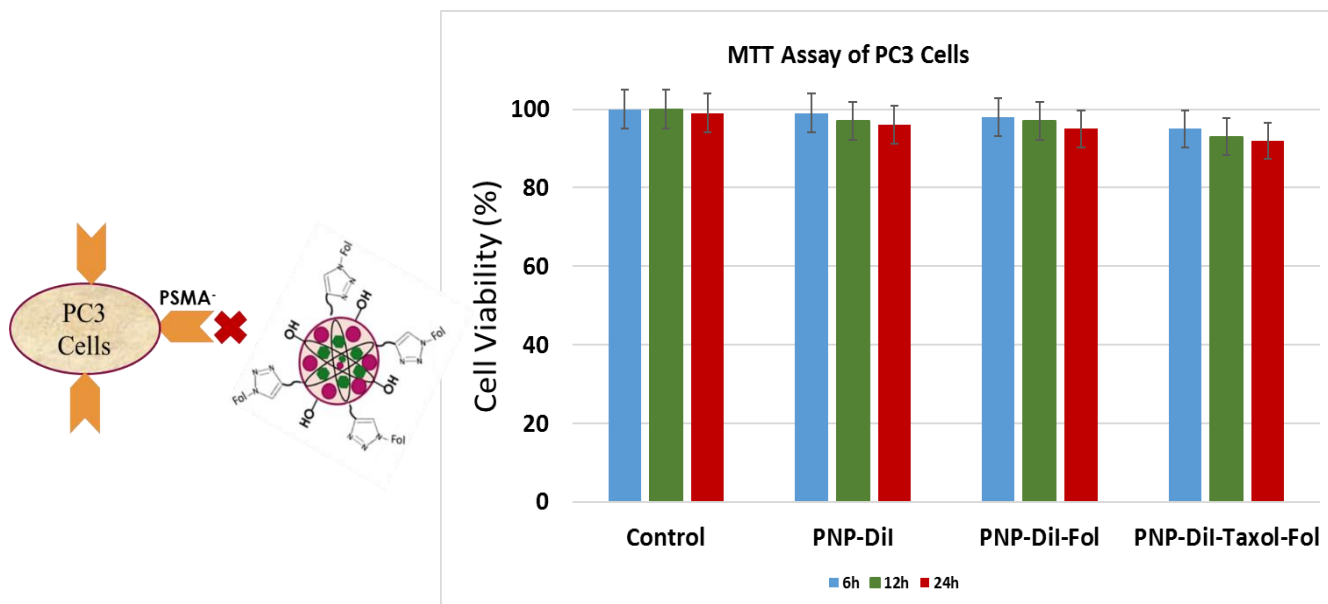 MTT Assay of PC3 Cells
Cell Viability (%)
100
80
60
40
20
0
Control
PNP-DiI
PNP-DiI-Fol
PNP-DiI-Taxol-Fol
6h
12h
24h
PC3
Cells
PSMA-
Fol
N
N
N
OH
OH
Fol
N
N
N
N
N
N
Fol
OH
HO
N
N
N
Fol